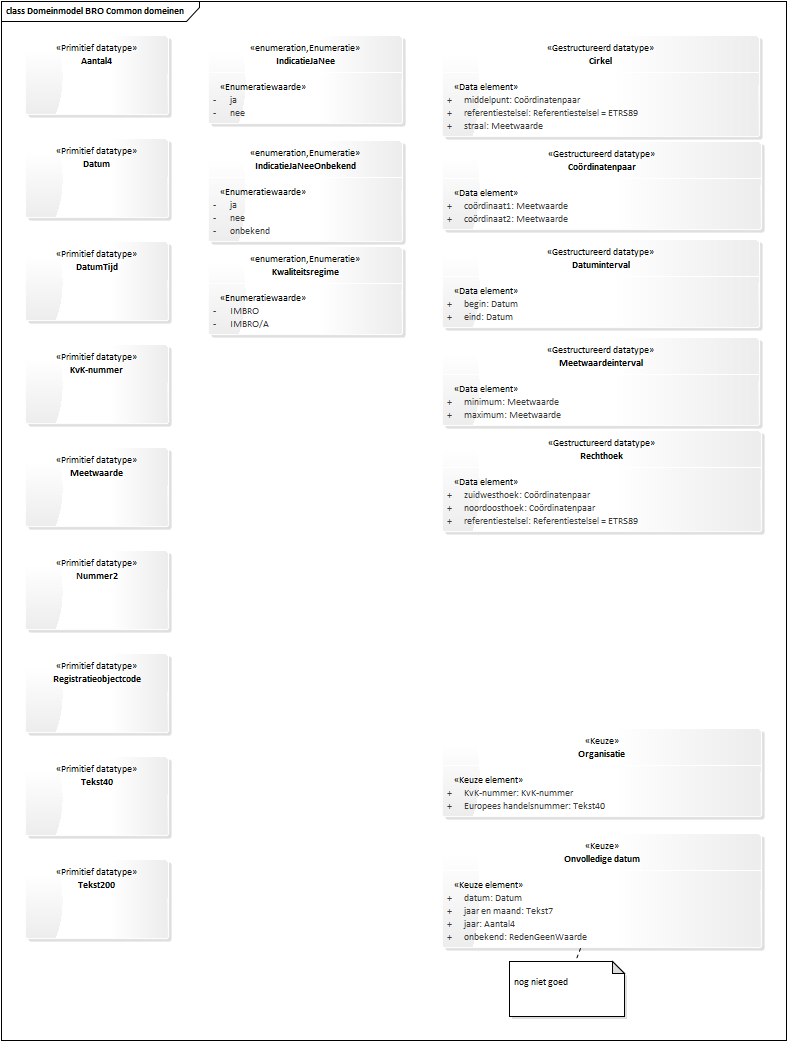 class Domeinmodel BRO Common domeinen
«Primitief datatype»
Aantal4
«Primitief datatype»
Datum
«Primitief datatype»
DatumTijd
«Primitief datatype»
KvK-nummer
«Primitief datatype»
Meetwaarde
«Primitief datatype»
Nummer2
«Primitief datatype»
Registratieobjectcode
«Primitief datatype»
Tekst40
«Primitief datatype»
Tekst200
«enumeration,Enumeratie»
IndicatieJaNee
«Enumeratiewaarde»
- ja
- nee
«enumeration,Enumeratie»
IndicatieJaNeeOnbekend
«Enumeratiewaarde»
- ja
- nee
- onbekend
«enumeration,Enumeratie»
Kwaliteitsregime
«Enumeratiewaarde»
- IMBRO
- IMBRO/A
«Gestructureerd datatype»
Cirkel
«Data element»
+ middelpunt: Coördinatenpaar
+ referentiestelsel: Referentiestelsel = ETRS89
+ straal: Meetwaarde
«Gestructureerd datatype»
Coördinatenpaar
«Data element»
+ coördinaat1: Meetwaarde
+ coördinaat2: Meetwaarde
«Gestructureerd datatype»
Datuminterval
«Data element»
+ begin: Datum
+ eind: Datum
«Gestructureerd datatype»
Meetwaardeinterval
«Data element»
+ minimum: Meetwaarde
+ maximum: Meetwaarde
«Gestructureerd datatype»
Rechthoek
«Data element»
+ zuidwesthoek: Coördinatenpaar
+ noordoosthoek: Coördinatenpaar
+ referentiestelsel: Referentiestelsel = ETRS89
«Keuze»
Organisatie
«Keuze element»
+ KvK-nummer: KvK-nummer
+ Europees handelsnummer: Tekst40
«Keuze»
Onvolledige datum
«Keuze element»
+ datum: Datum
+ jaar en maand: Tekst7
+ jaar: Aantal4
+ onbekend: RedenGeenWaarde
nog niet goed